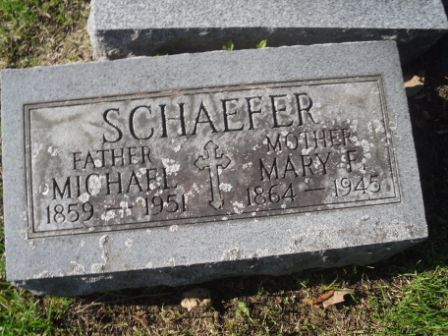 SCHAEFER
FATHER
MICHAEL
1859 – 1951
MOTHER
MARY F.
1864 – 1945